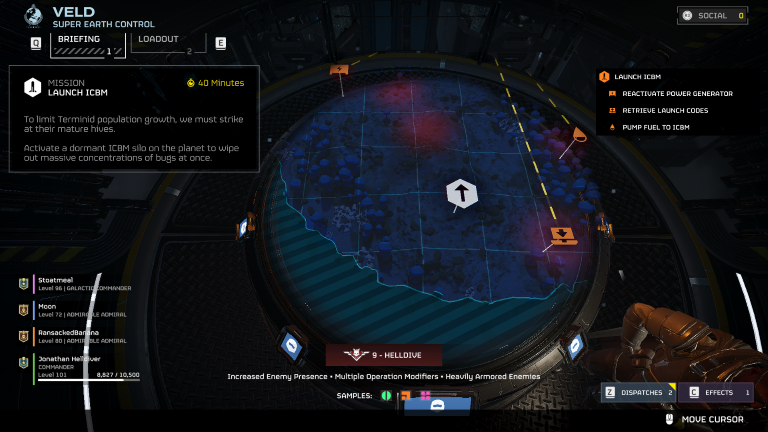 VELD
SUPER EARTH CONTROL
Q
BRIEFING
1
LOADOUT
2
E
SOCIAL 0
MISSION
LAUNCH ICBM
40 Minutes
To limit Terminid population growth, we must strike
at their mature hives.
Activate a dormant ICBM silo on the planet to wipe
out massive concentrations of bugs at once.
LAUNCH ICBM
REACTIVATE POWER GENERATOR
RETRIEVE LAUNCH CODES
PUMP FUEL TO ICBM
Stoatmeal
Level 96 | GALACTIC COMMANDER
Moon
Level 72 | ADMIRABLE ADMIRAL
RansackedBanana
Level 80 | ADMIRABLE ADMIRAL
Jonathan Helldiver
COMMANDER
Level 101
8,827 / 10,500
9 - HELLDIVE
Increased Enemy Presence • Multiple Operation Modifiers • Heavily Armored Enemies
SAMPLES:
Z DISPATCHES 2
C EFFECTS 1
MOVE CURSOR